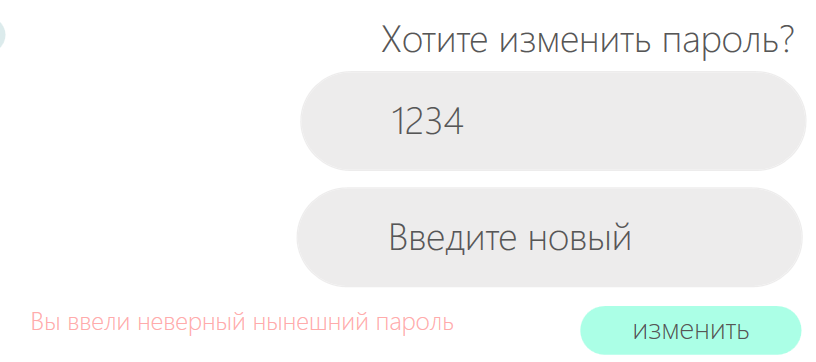 Хотите изменить пароль?
1234
Введите новый
Вы ввели неверный нынешний пароль
изменить